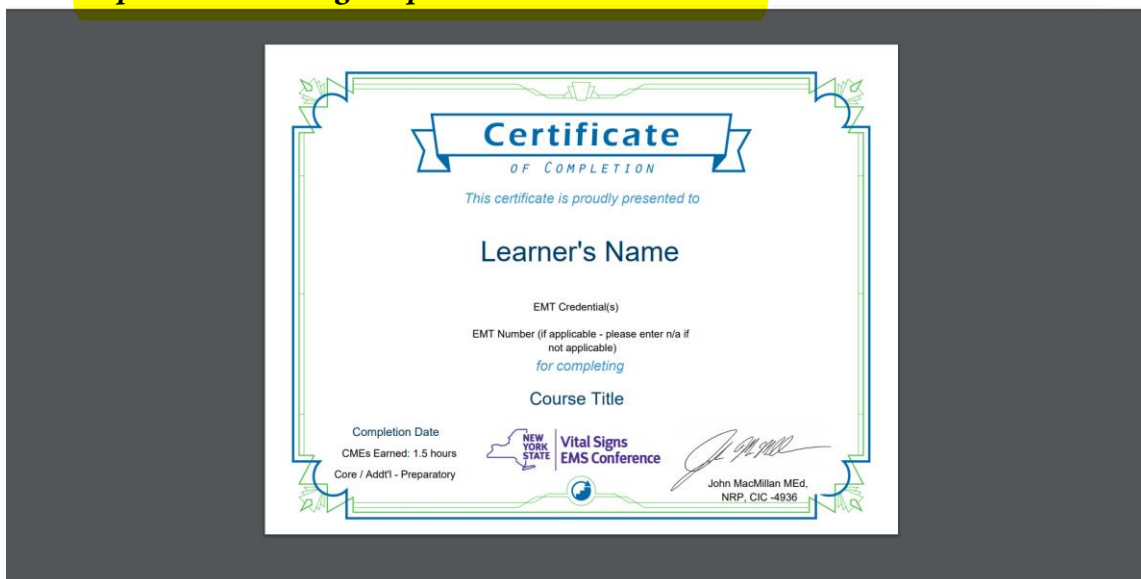 Certificate
OF COMPLETION
This certificate is proudly presented to
Learner's Name
EMT Credential(s)
EMT Number (if applicable - please enter n/a if
not applicable)
for completing
Course Title
Completion Date
CMEs Earned: 1.5 hours
Core / Addt'l - Preparatory
NEW
YORK
STATE
Vital Signs
EMS Conference
John MacMillan MEd,
NRP, CIC -4936